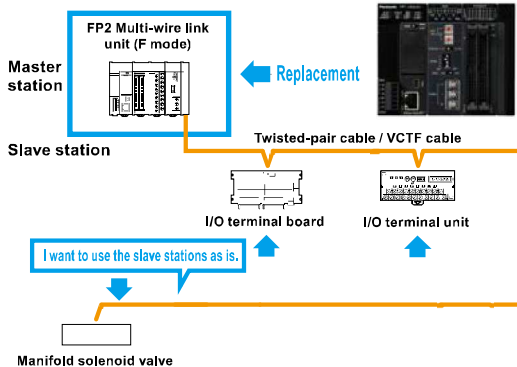 FP2 Multi-wire link
unit (F mode)
Master
station
Replacement
Slave station
Twisted-pair cable / VCTF cable
I/O terminal board
I/O terminal unit
I want to use the slave stations as is.
Manifold solenoid valve